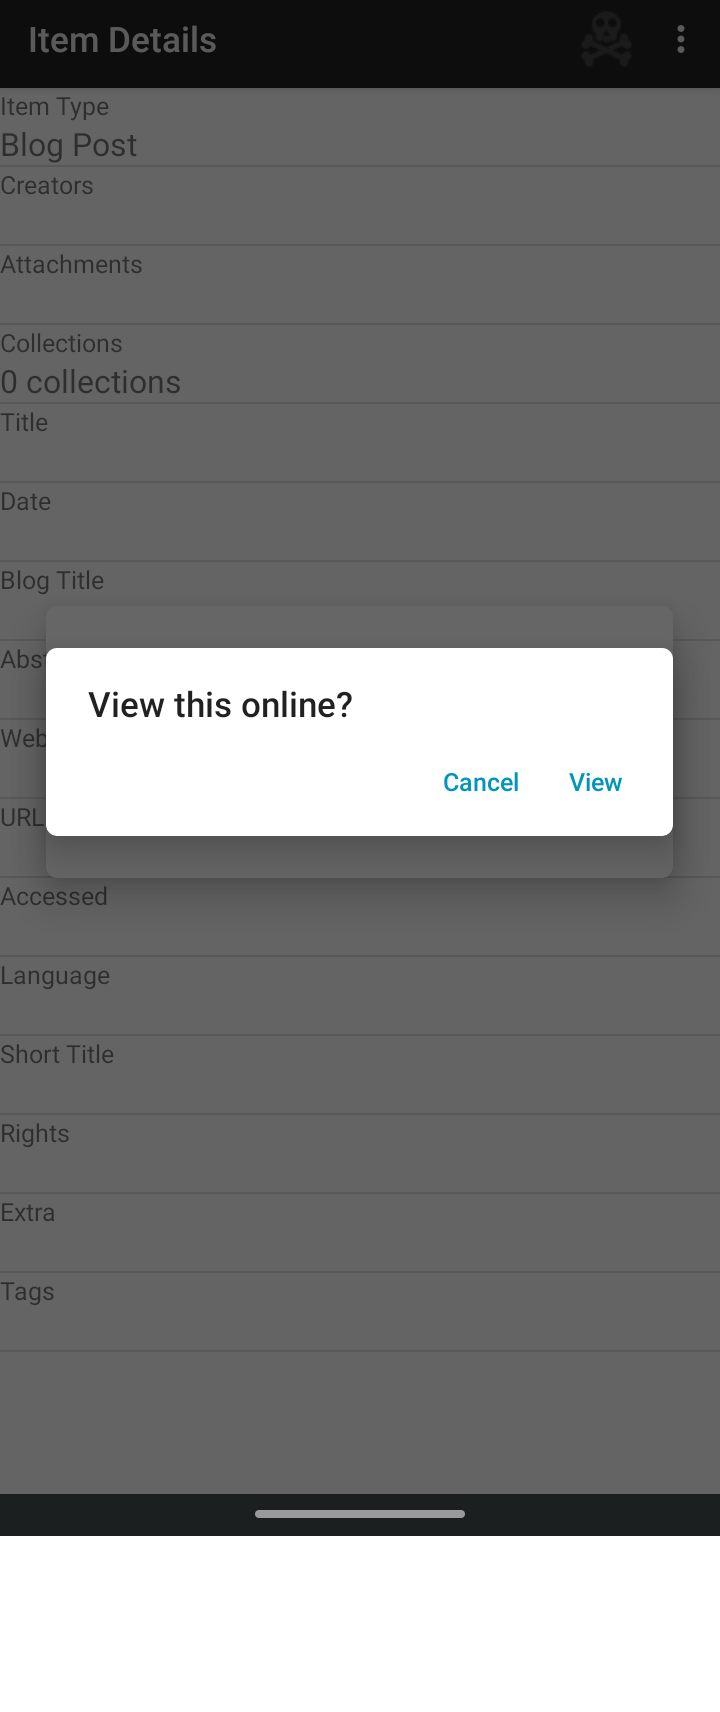 Item Details
Item Type
Blog Post
Creators
Attachments
Collections
0 collections
Title
Date
Blog Title
Abst
View this online?
Web
Cancel View
URL
Accessed
Language
Short Title
Rights
Extra
Tags